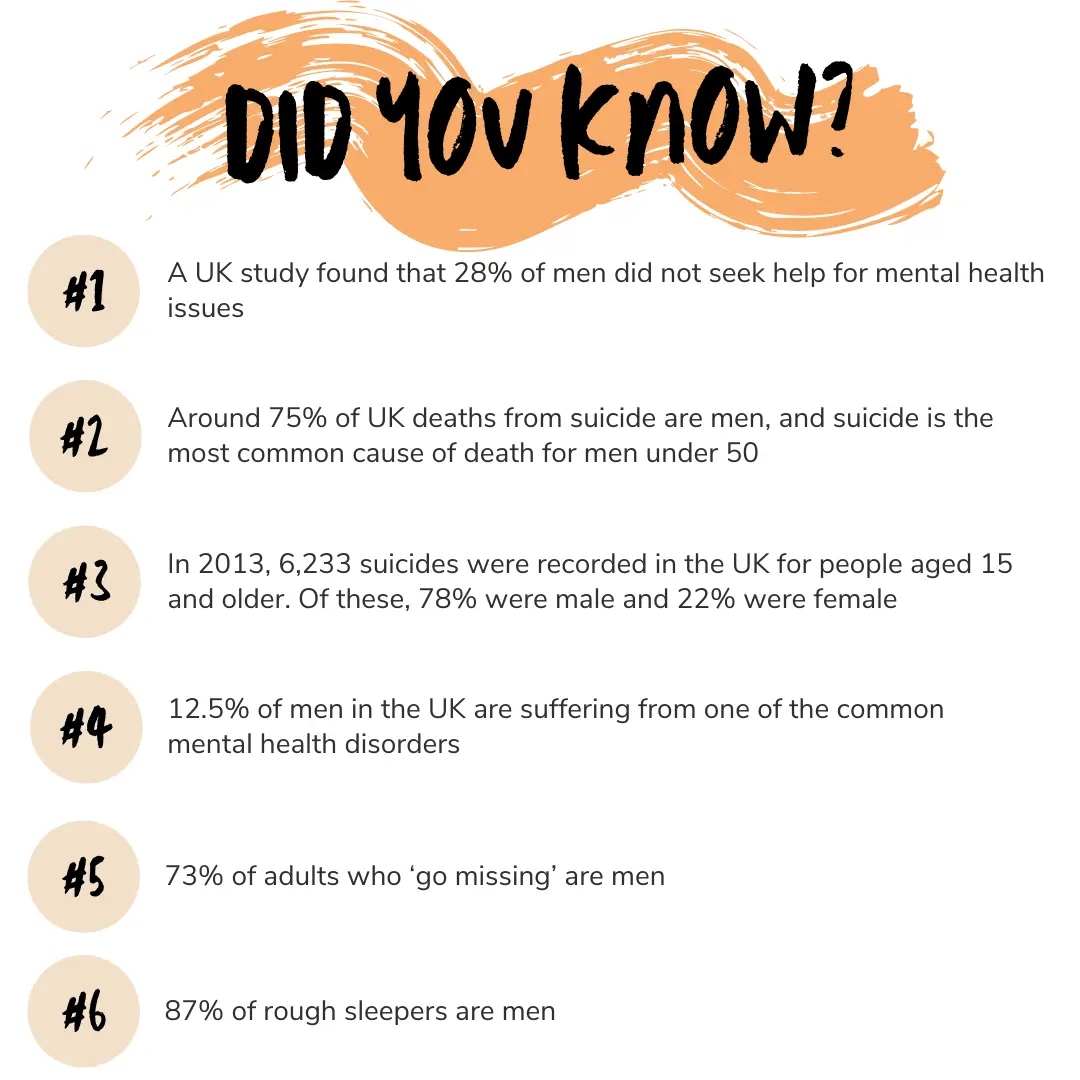 DID YOU KNOW?
#1
A UK study found that 28% of men did not seek help for mental health
issues
#2
Around 75% of UK deaths from suicide are men, and suicide is the
most common cause of death for men under 50
#3
In 2013, 6,233 suicides were recorded in the UK for people aged 15
and older. Of these, 78% were male and 22% were female
#4
12.5% of men in the UK are suffering from one of the common
mental health disorders
#5
73% of adults who ‘go missing’ are men
#6
87% of rough sleepers are men